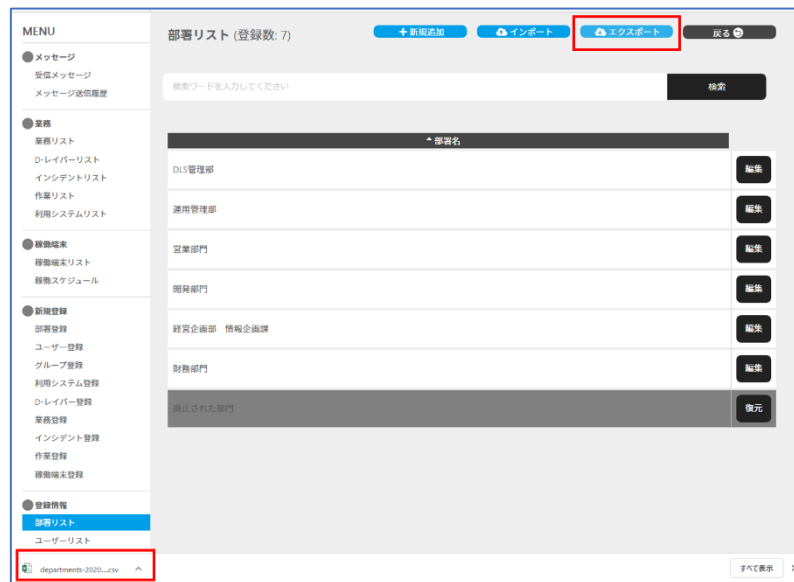 MENU
メッセージ
受信メッセージ
メッセージ送信履歴
業務
業務リスト
D-レイバーリスト
インシデントリスト
作業リスト
利用システムリスト
稼働端末
稼働端末リスト
稼働スケジュール
新規登録
部署登録
ユーザー登録
グループ登録
利用システム登録
D-レイバー登録
業務登録
インシデント登録
作業登録
稼働端末登録
登録情報
部署リスト
ユーザーリスト
部署リスト (登録数: 7)
+新規追加
インポート
エクスポート
戻る
検索ワードを入力してください
検索
部署名
DLS管理部
編集
運用管理部
編集
営業部門
編集
開発部門
編集
経営企画部 情報企画課
編集
財務部門
編集
廃止された部門
復元
departments-2020....csv
すべて表示